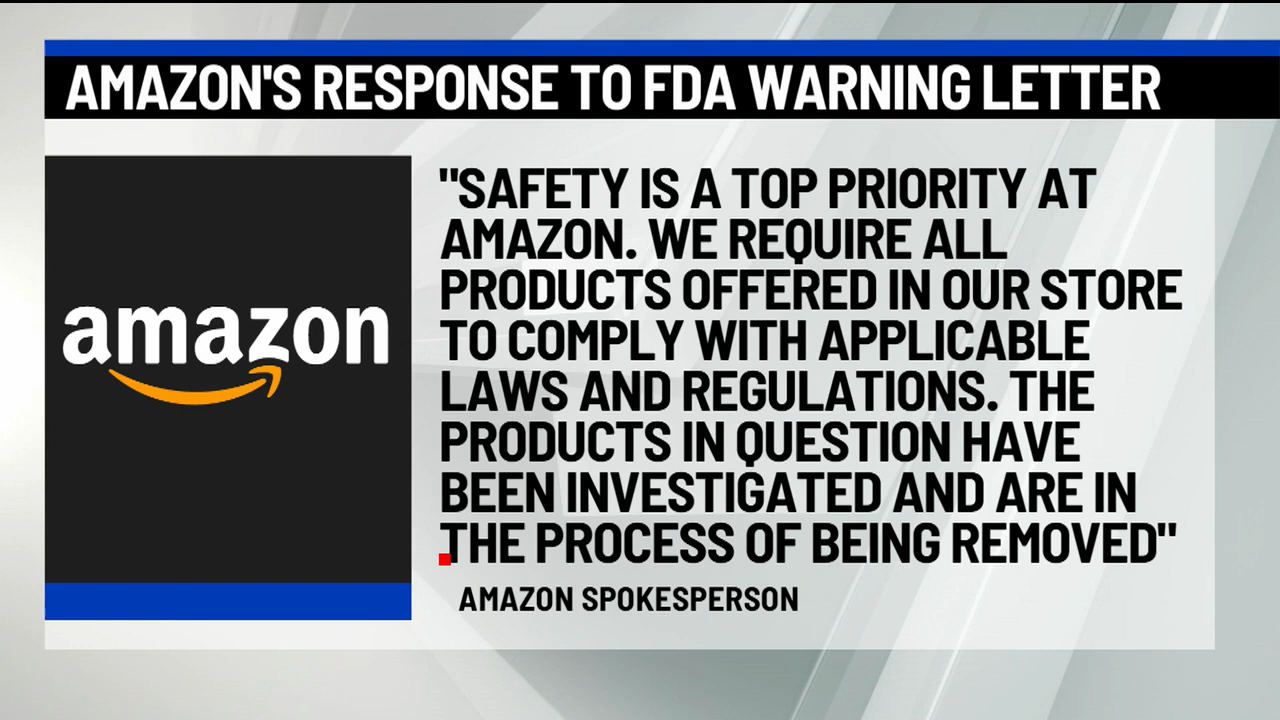 AMAZON'S RESPONSE TO FDA WARNING LETTER
amazon
"SAFETY IS A TOP PRIORITY AT
AMAZON. WE REQUIRE ALL
PRODUCTS OFFERED IN OUR STORE
TO COMPLY WITH APPLICABLE
LAWS AND REGULATIONS. THE
PRODUCTS IN QUESTION HAVE
BEEN INVESTIGATED AND ARE IN
THE PROCESS OF BEING REMOVED"
AMAZON SPOKESPERSON